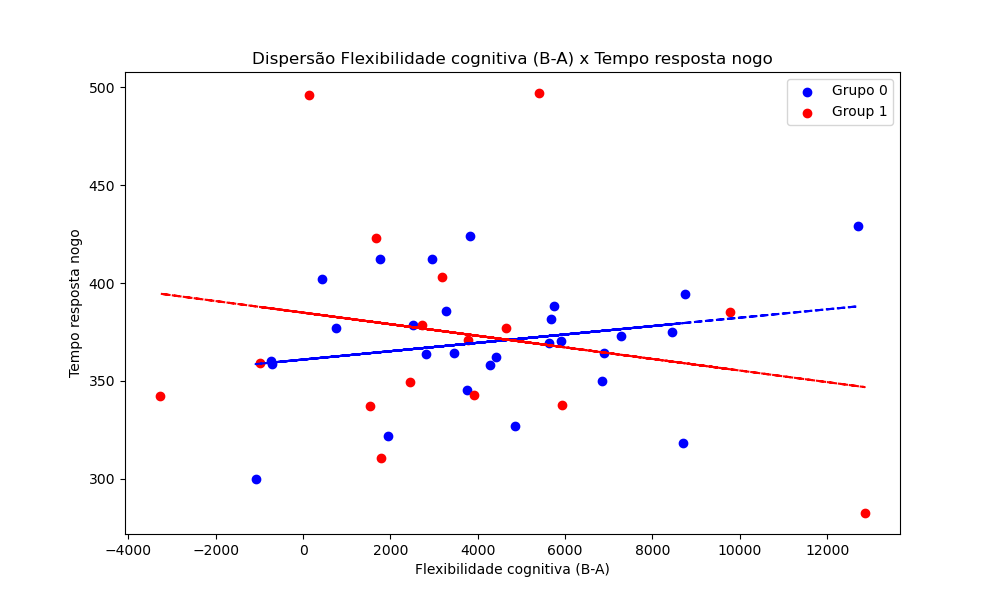 Dispersão Flexibilidade cognitiva (B-A) x Tempo resposta nogo
Grupo 0
Group 1
500
450
400
350
300
Tempo resposta nogo
−4000 −2000 0 2000 4000 6000 8000 10000 12000
Flexibilidade cognitiva (B-A)